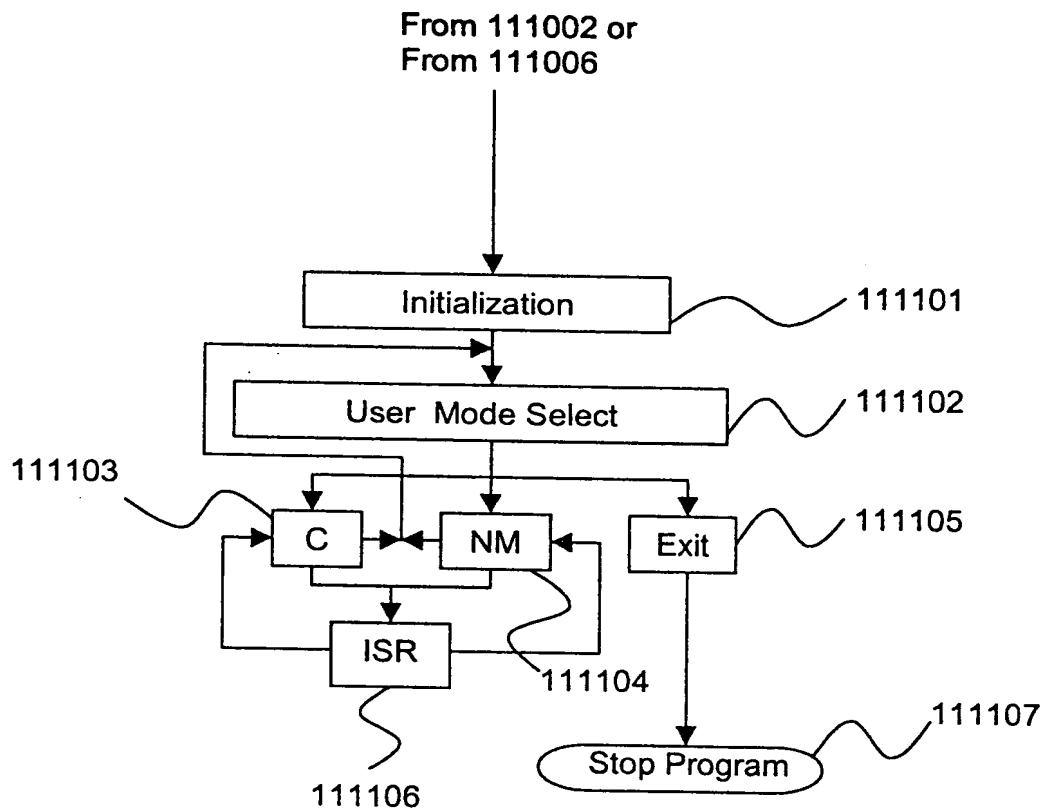 From 111002 or
From 111006
Initialization
111101
User Mode Select
111102
111103
C
NM
Exit
111105
ISR
111104
111106
Stop Program
111107